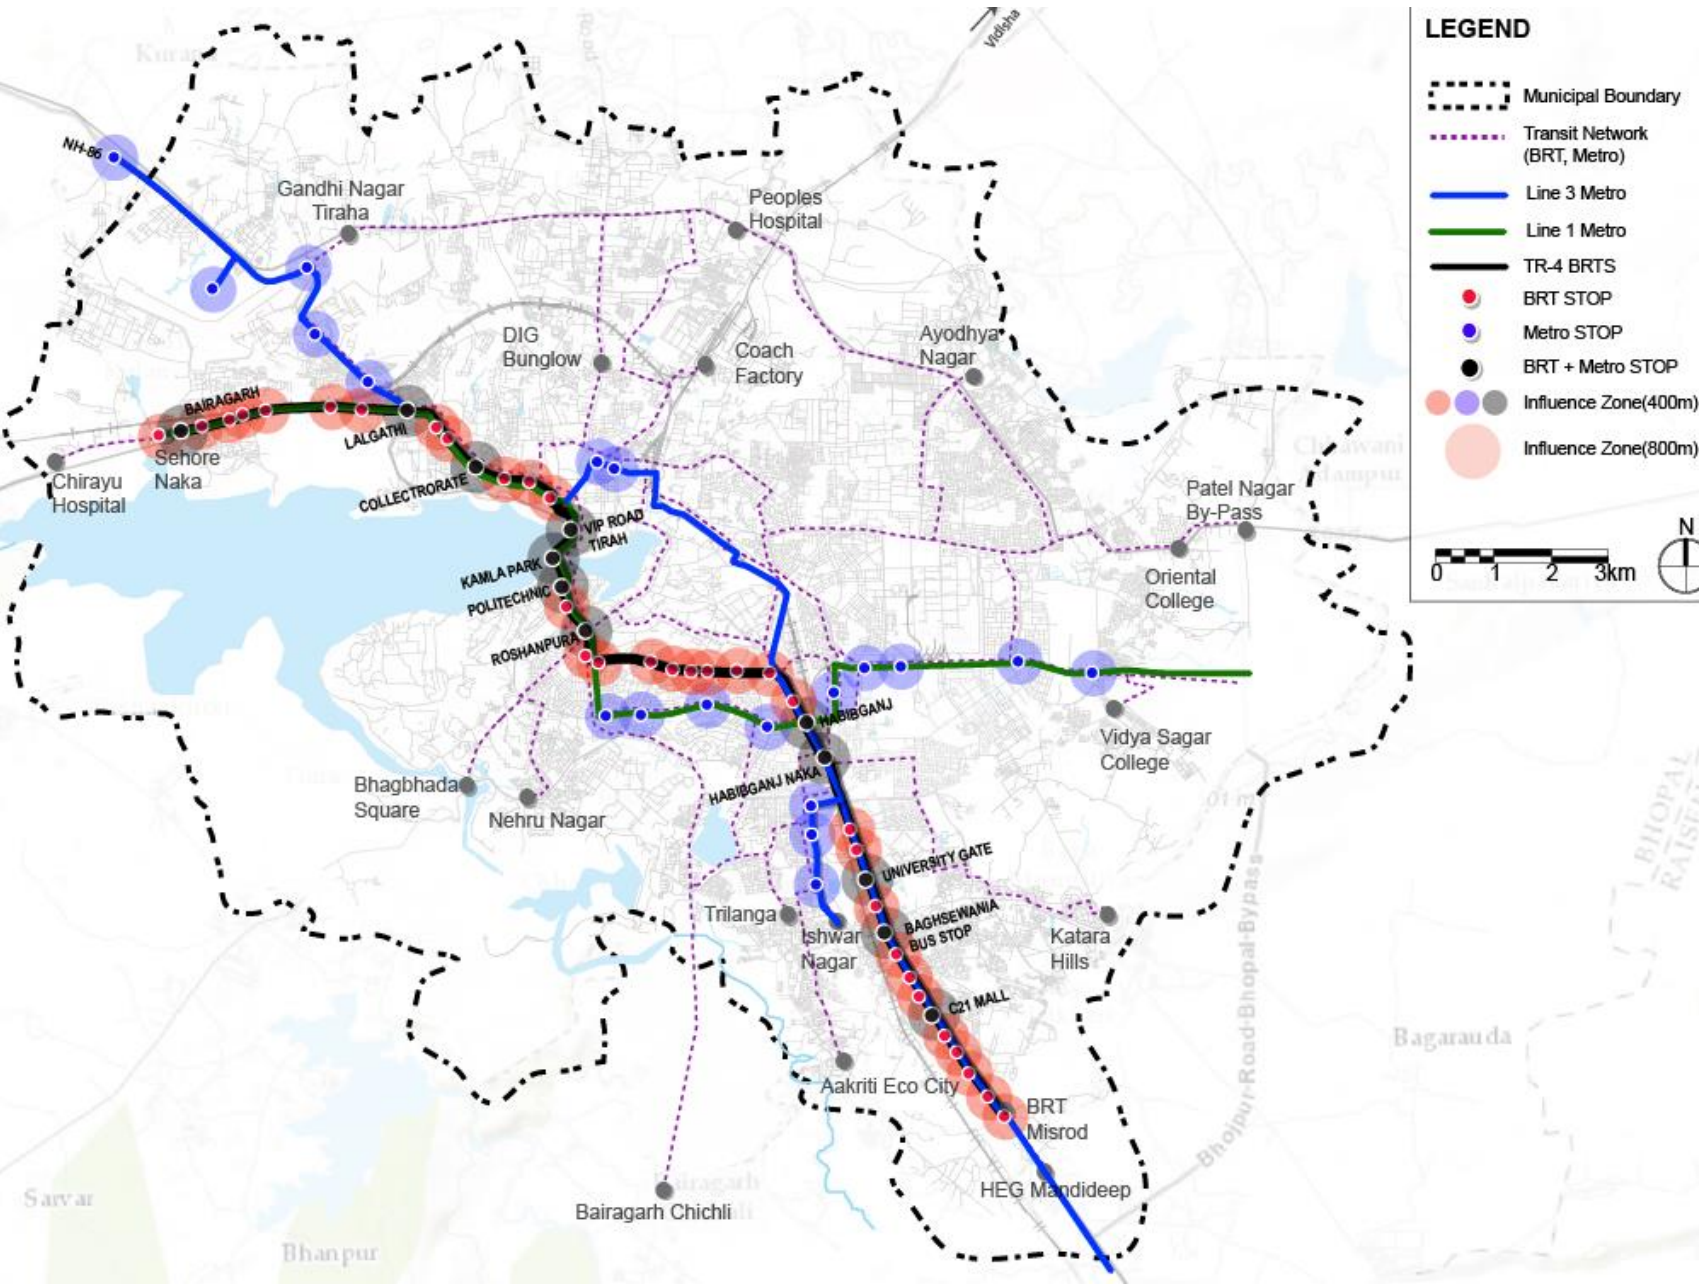 LEGEND
Municipal Boundary
Transit Network
(BRT, Metro)
Line 3 Metro
Line 1 Metro
TR-4 BRTS
BRT STOP
Metro STOP
BRT + Metro STOP
Influence Zone(400m)
Influence Zone(800m)
N
0 1 2 3km
Vidisha
NH-86
Gandhi Nagar
Tiraha
Peoples
Hospital
DIG
Bunglow
Coach
Factory
Ayodhya
Nagar
BAIRAGARH
LALGATHI
Sehore
Naka
Chirayu
Hospital
COLLECTRORATE
VIP ROAD
TIRAH
KAMLA PARK
POLITECHNIC
ROSHANPURA
Patel Nagar
By-Pass
Oriental
College
HABIBGANJ
HABIBGANJ NAKA
Vidya Sagar
College
Bhagbhada
Square
Nehru Nagar
UNIVERSITY GATE
BAGHSEWANIA
BUS STOP
Trilanga
Ishwar
Nagar
Katara
Hills
C21 MALL
Aakriti Eco City
BRT
Misrod
HEG Mandideep
Bairagarh Chichli
Bhojpur-Road-Bhopal-Bypass
BHOPAL
Bagarauda
Sarvar
Bhanpur